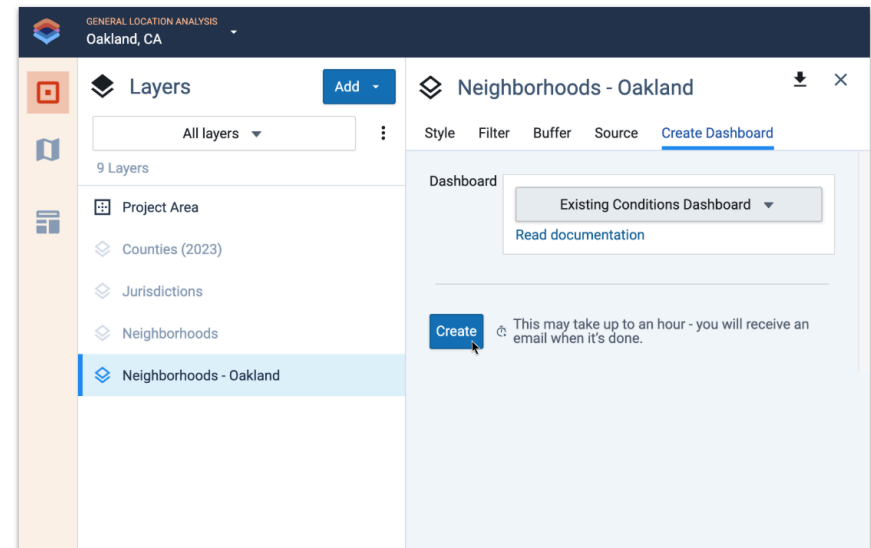 GENERAL LOCATION ANALYSIS
Oakland, CA
Layers
Add
All layers
9 Layers
Project Area
Counties (2023)
Jurisdictions
Neighborhoods
Neighborhoods - Oakland
Neighborhoods - Oakland
Style Filter Buffer Source Create Dashboard
Dashboard
Existing Conditions Dashboard
Read documentation
Create
This may take up to an hour - you will receive an
email when it's done.